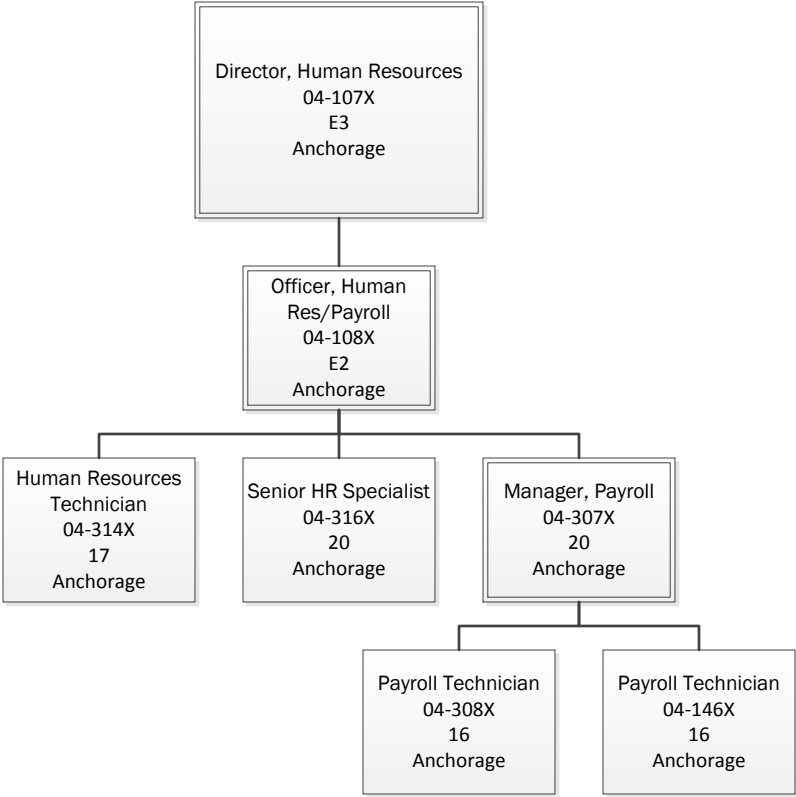 Director, Human Resources
04-107X
E3
Anchorage
Officer, Human
Res/Payroll
04-108X
E2
Anchorage
Human Resources
Technician
04-314X
17
Anchorage
Senior HR Specialist
04-316X
20
Anchorage
Manager, Payroll
04-307X
20
Anchorage
Payroll Technician
04-308X
16
Anchorage
Payroll Technician
04-146X
16
Anchorage